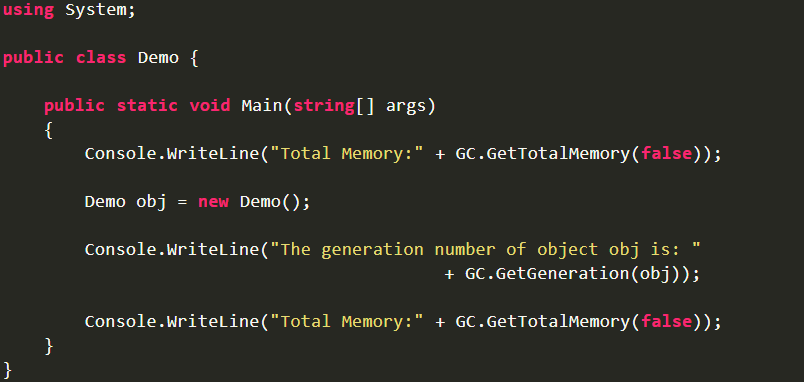 using System;
public class Demo {
public static void Main(string[] args)
{
Console.WriteLine("Total Memory:" + GC.GetTotalMemory(false));
Demo obj = new Demo();
Console.WriteLine("The generation number of object obj is: "
+ GC.GetGeneration(obj));
Console.WriteLine("Total Memory:" + GC.GetTotalMemory(false));
}
}